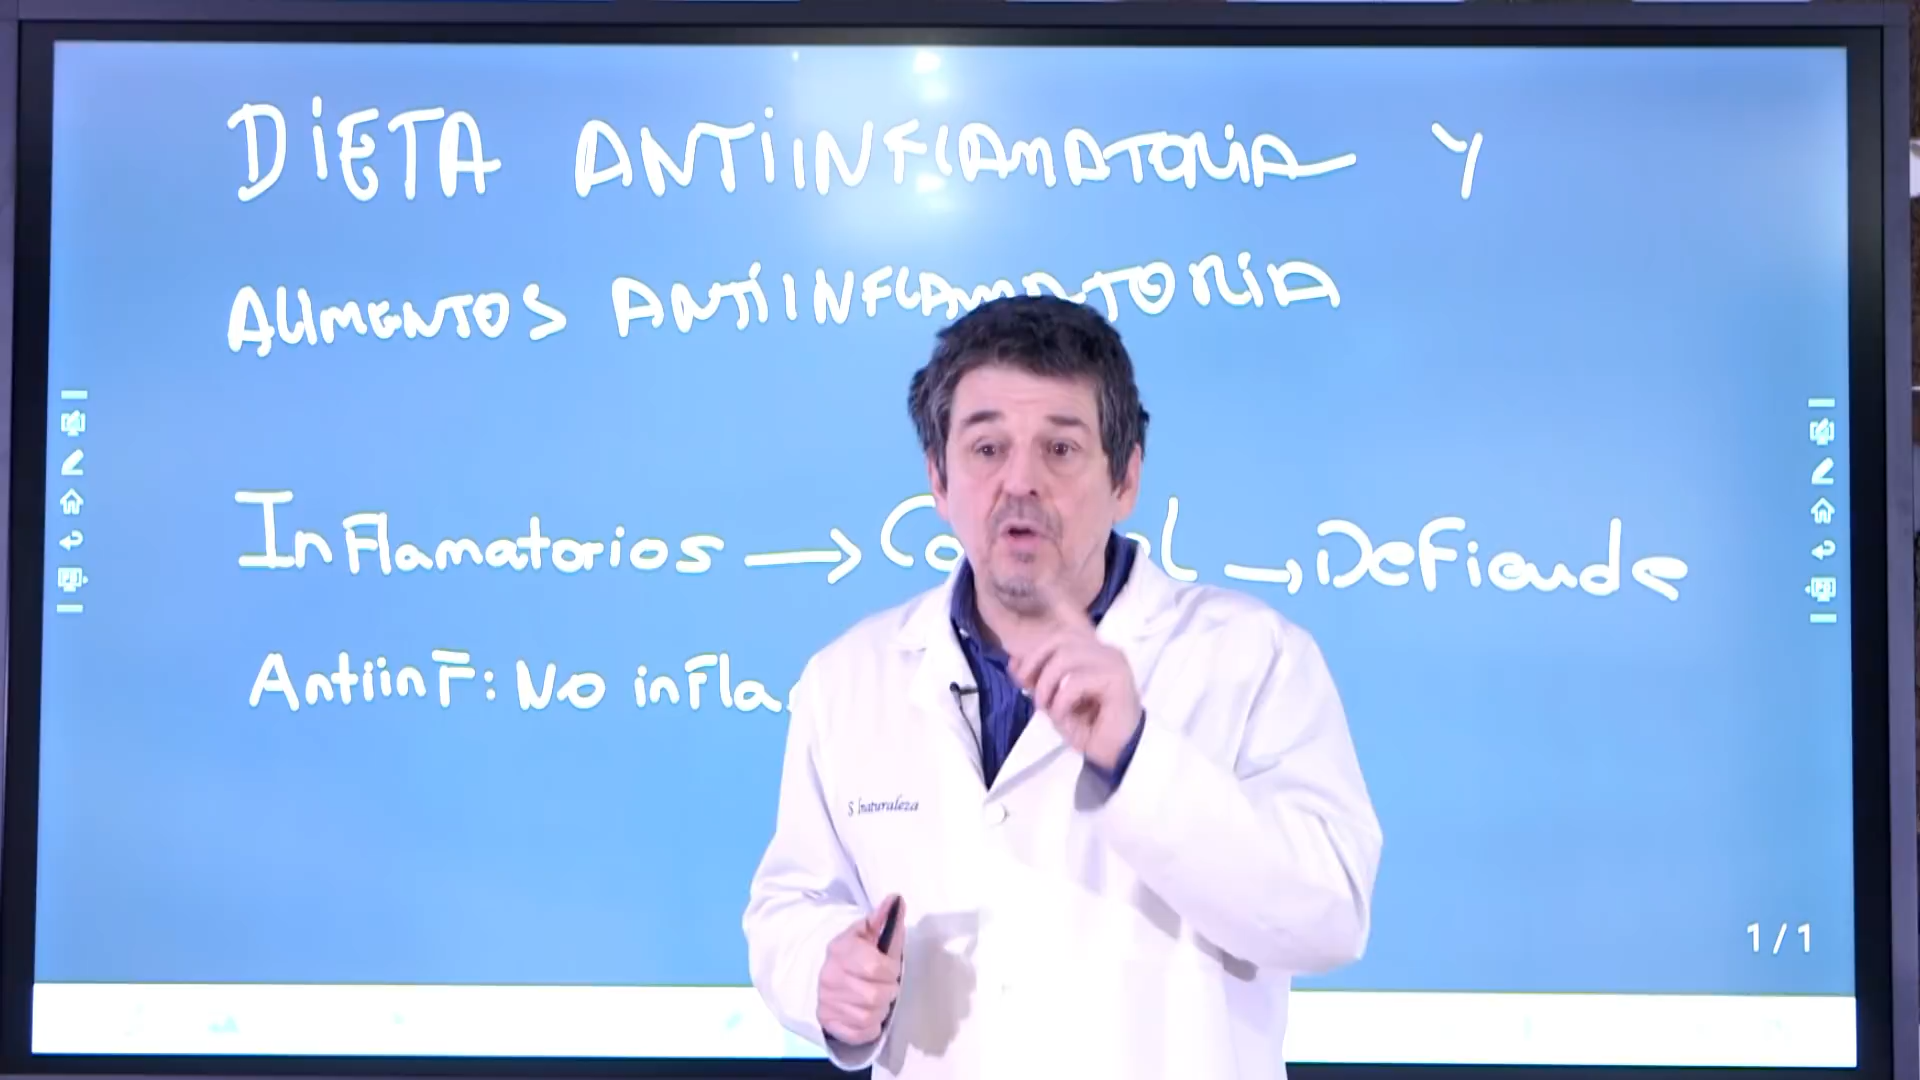 DIETA ANTIINFLAMATORIA Y
ALIMENTOS ANTIINFLAMATORIA
Inflamatorios → → Defiende
Antiinf: No infla
naturaleza
1/1